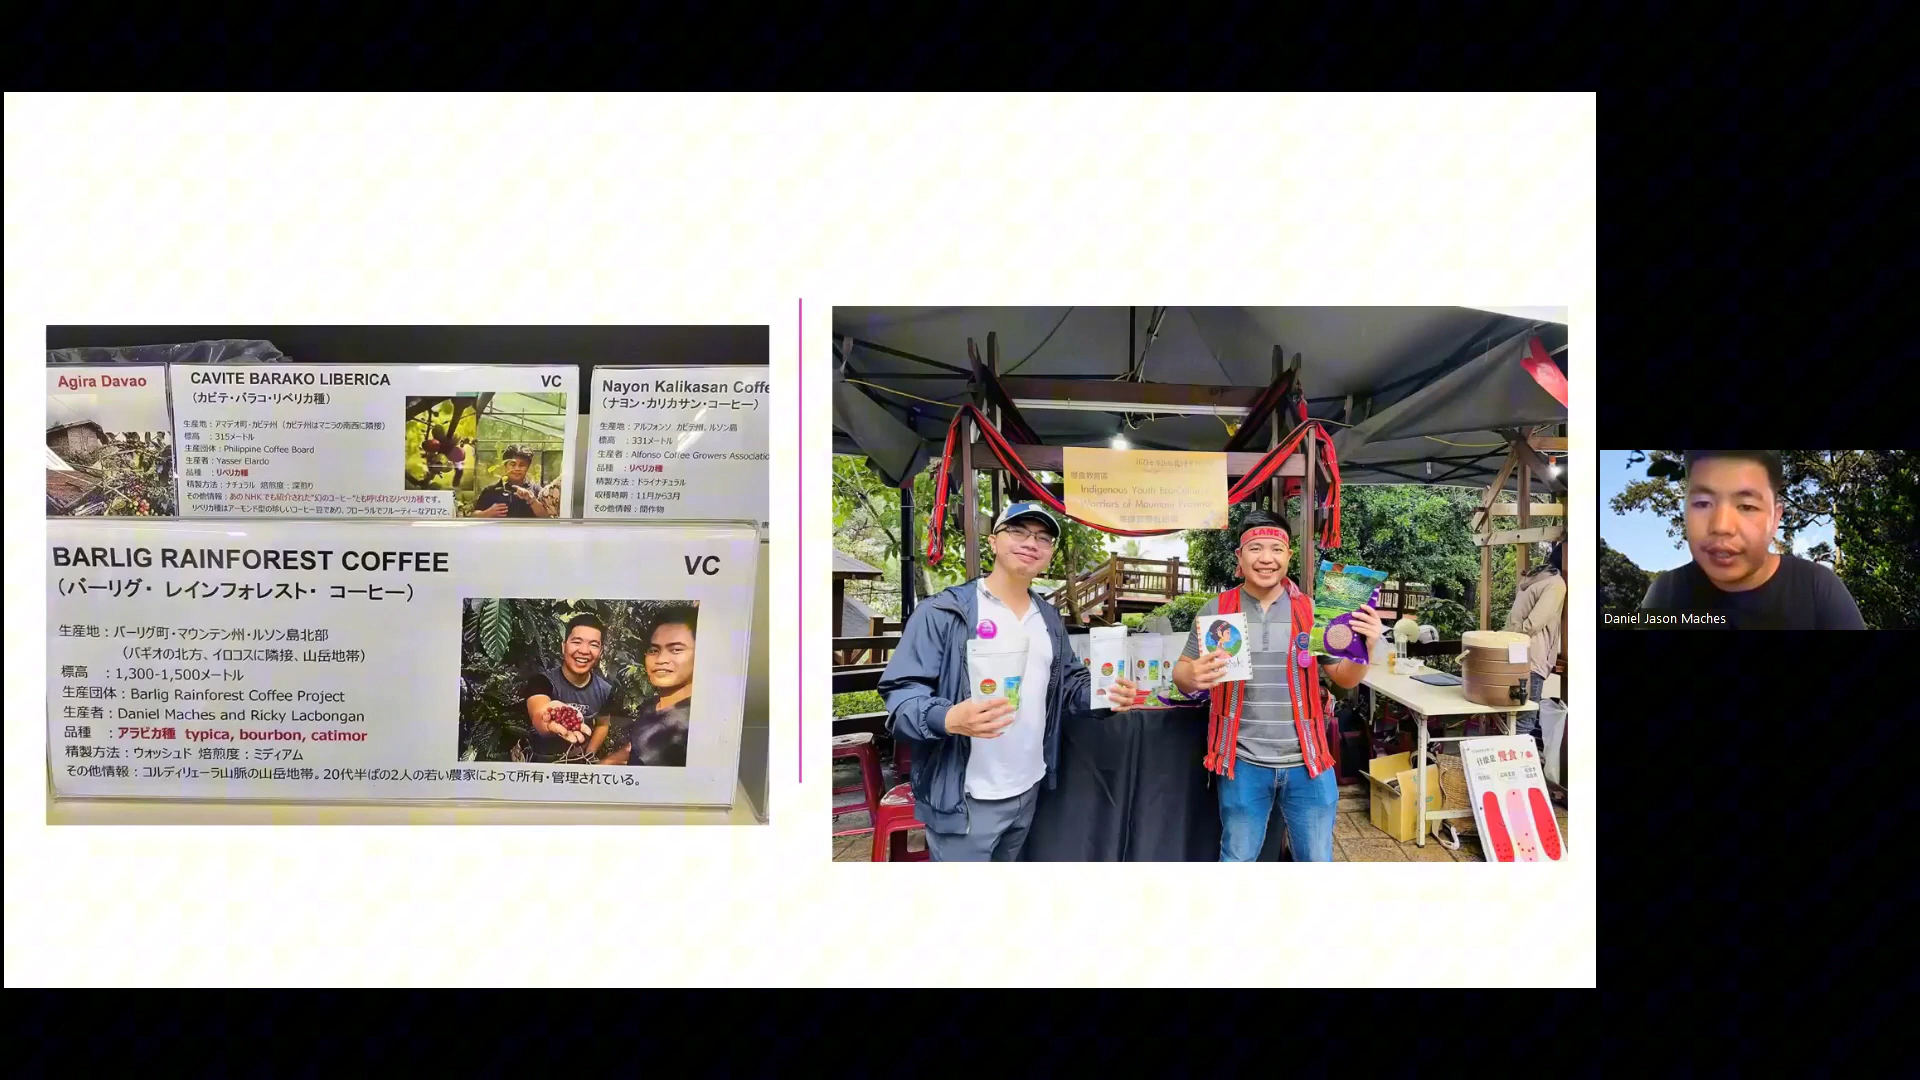 Agira Davao
CAVITE BARAKO LIBERICA
VC
（カビテ・バラコ・リベリカ種）
生産地：アマデオ町・カビテ州（カビテ州はマニラの南西に隣接）
標高　：315メートル
生産団体：Philippine Coffee Board
生産者：Yasser Elardo
品種　：リベリカ種
精製方法：ナチュラル　焙煎度：深煎り
その他情報：あのNHKでも紹介された"幻のコーヒー"とも呼ばれるリベリカ種です。
リベリカ種はアーモンド型の珍しいコーヒー豆であり、フローラルでフルーティーなアロマと、
Nayon Kalikasan Coffe
（ナヨン・カリカサン・コーヒー）
生産地：アルフォンソ カビテ州、ルソン島
標高　：331メートル
生産者：Alfonso Coffee Growers Associatio
品種　：リベリカ種
精製方法：ドライナチュラル
収穫時期：11月から3月
その他情報：間作物
BARLIG RAINFOREST COFFEE
VC
（バーリグ・ レインフォレスト・ コーヒー）
生産地：バーリグ町・マウンテン州・ルソン島北部
（バギオの北方、イロコスに隣接、山岳地帯）
標高　：1,300-1,500メートル
生産団体：Barlig Rainforest Coffee Project
生産者：Daniel Maches and Ricky Lacbongan
品種　：アラビカ種 typica, bourbon, catimor
精製方法：ウォッシュド 焙煎度：ミディアム
その他情報：コルディリェーラ山脈の山岳地帯。20代半ばの2人の若い農家によって所有・管理されている。
Indigenous Youth
Warriors of Mountain Province
LAND
什麼是 慢食？
Daniel Jason Maches